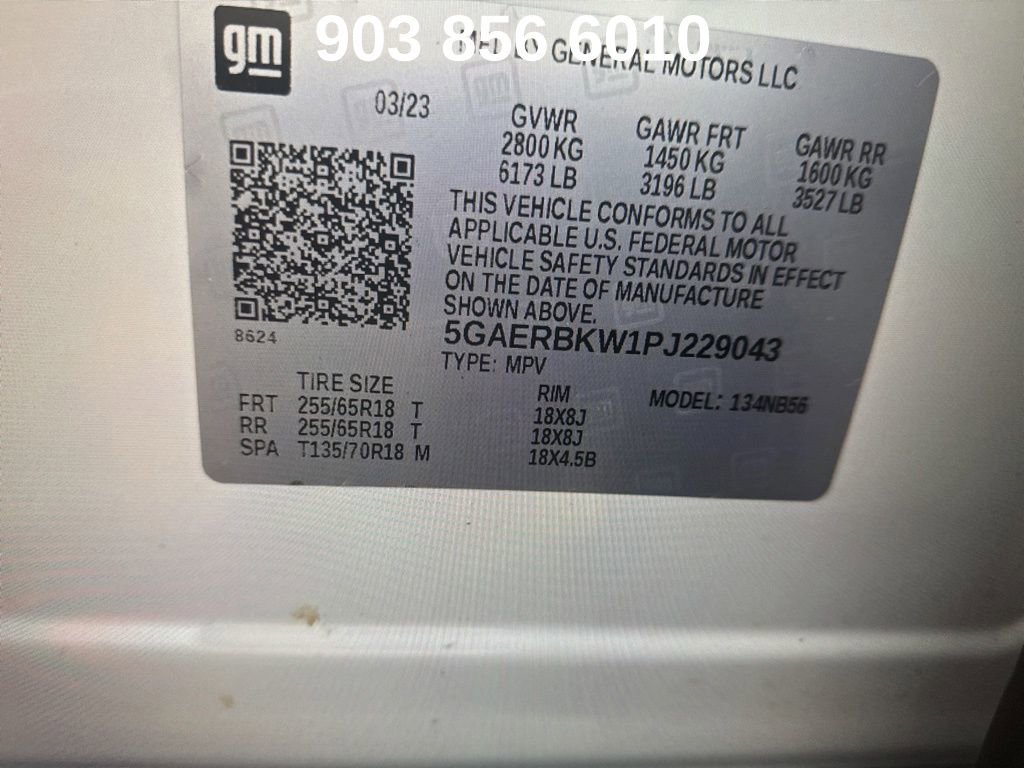 903 856 6010
gm
MFD BY GENERAL MOTORS LLC
03/23
GVWR GAWR FRT GAWR RR
2800 KG 1450 KG 1600 KG
6173 LB 3196 LB 3527 LB
THIS VEHICLE CONFORMS TO ALL
APPLICABLE U.S. FEDERAL MOTOR
VEHICLE SAFETY STANDARDS IN EFFECT
ON THE DATE OF MANUFACTURE
SHOWN ABOVE.
8624
5GAERBKW1PJ229043
TYPE: MPV
TIRE SIZE RIM MODEL: 134NB56
FRT 255/65R18 T 18X8J
RR 255/65R18 T 18X8J
SPA T135/70R18 M 18X4.5B